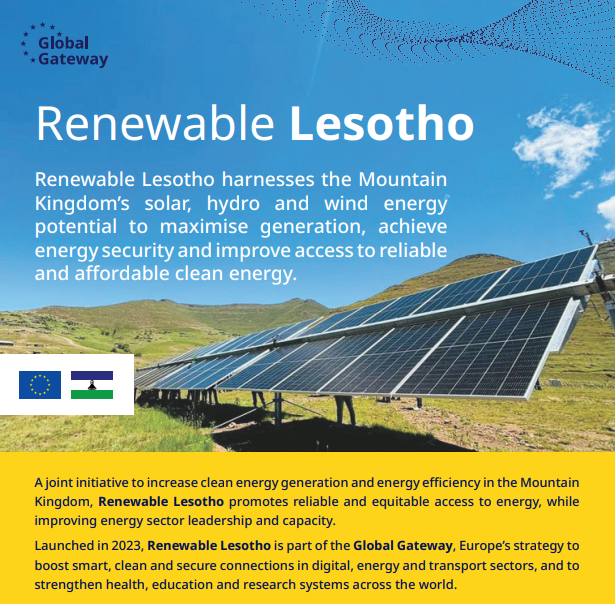 Global
Gateway
Renewable Lesotho
Renewable Lesotho harnesses the Mountain
Kingdom's solar, hydro and wind energy
potential to maximise generation, achieve
energy security and improve access to reliable
and affordable clean energy.
A joint initiative to increase clean energy generation and energy efficiency in the Mountain
Kingdom, Renewable Lesotho promotes reliable and equitable access to energy, while
improving energy sector leadership and capacity.
Launched in 2023, Renewable Lesotho is part of the Global Gateway, Europe's strategy to
boost smart, clean and secure connections in digital, energy and transport sectors, and to
strengthen health, education and research systems across the world.